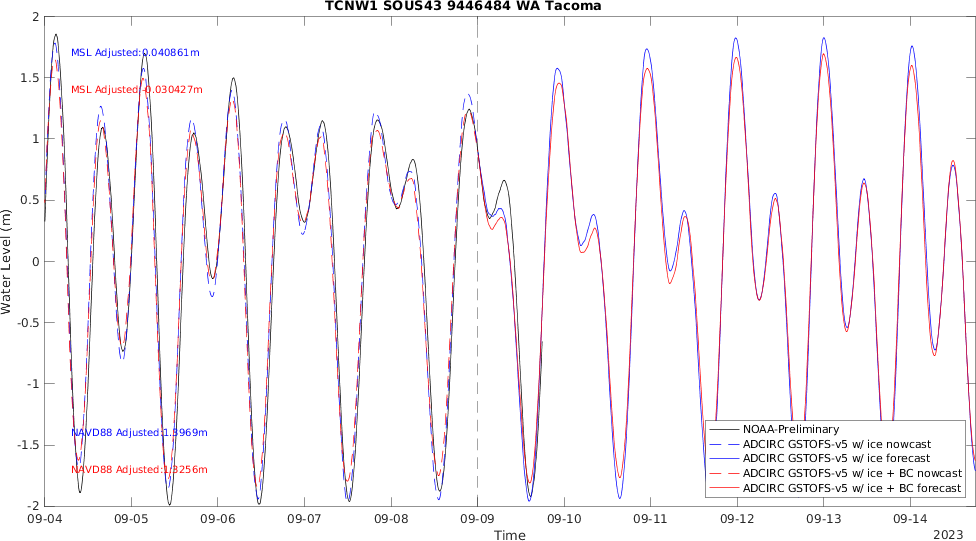 TCNW1 SOUS43 9446484 WA Tacoma
2
1.5
1
0.5
0
-0.5
-1
-1.5
-2
Water Level (m)
MSL Adjusted:0.040861m
MSL Adjusted:-0.030427m
NAVD88 Adjusted:1.3969m
NAVD88 Adjusted:1.3256m
NOAA-Preliminary
ADCIRC GSTOFS-v5 w/ ice nowcast
ADCIRC GSTOFS-v5 w/ ice forecast
ADCIRC GSTOFS-v5 w/ ice + BC nowcast
ADCIRC GSTOFS-v5 w/ ice + BC forecast
09-04 09-05 09-06 09-07 09-08 09-09 09-10 09-11 09-12 09-13 09-14
Time
2023